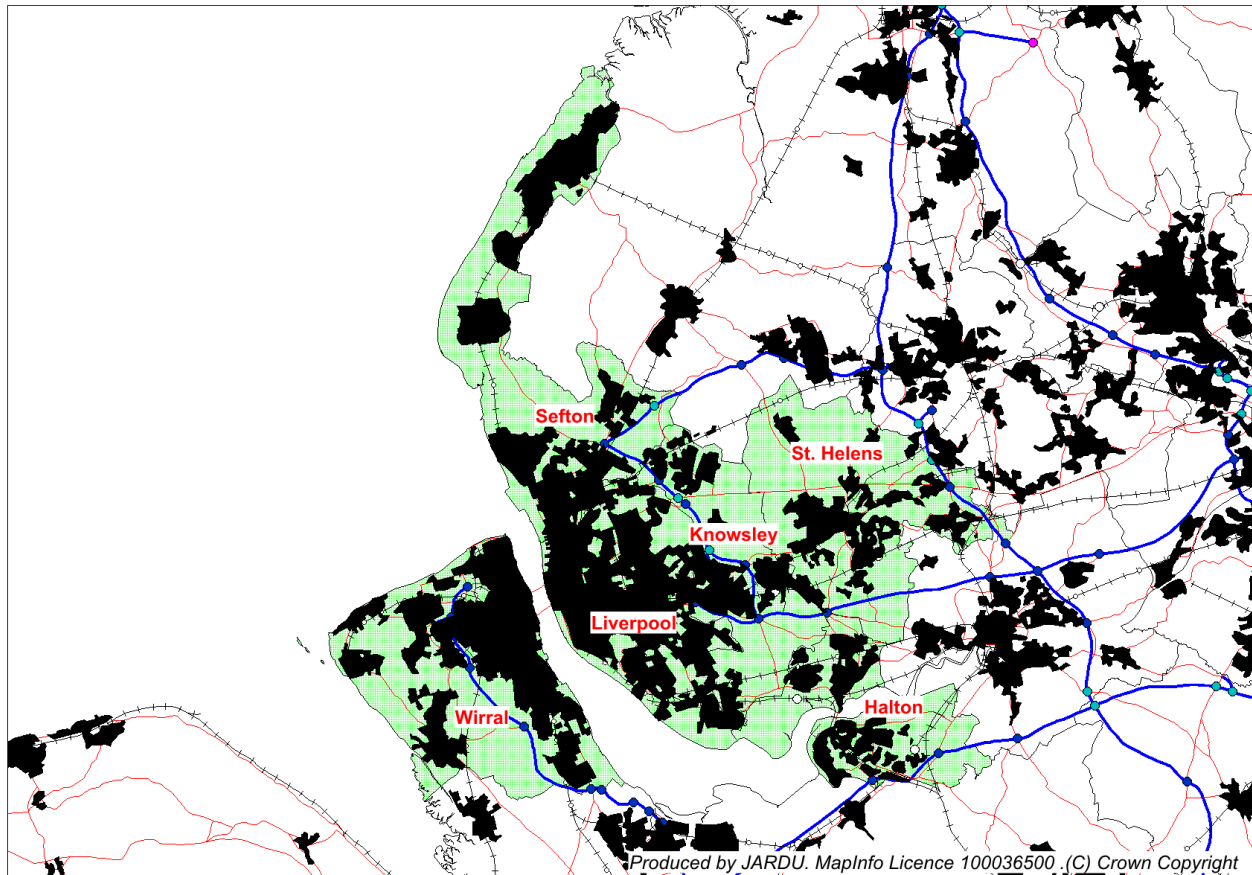 Sefton
St. Helens
Knowsley
Liverpool
Wirral
Halton
Produced by JARDU. MapInfo Licence 100036500 .(C) Crown Copyright